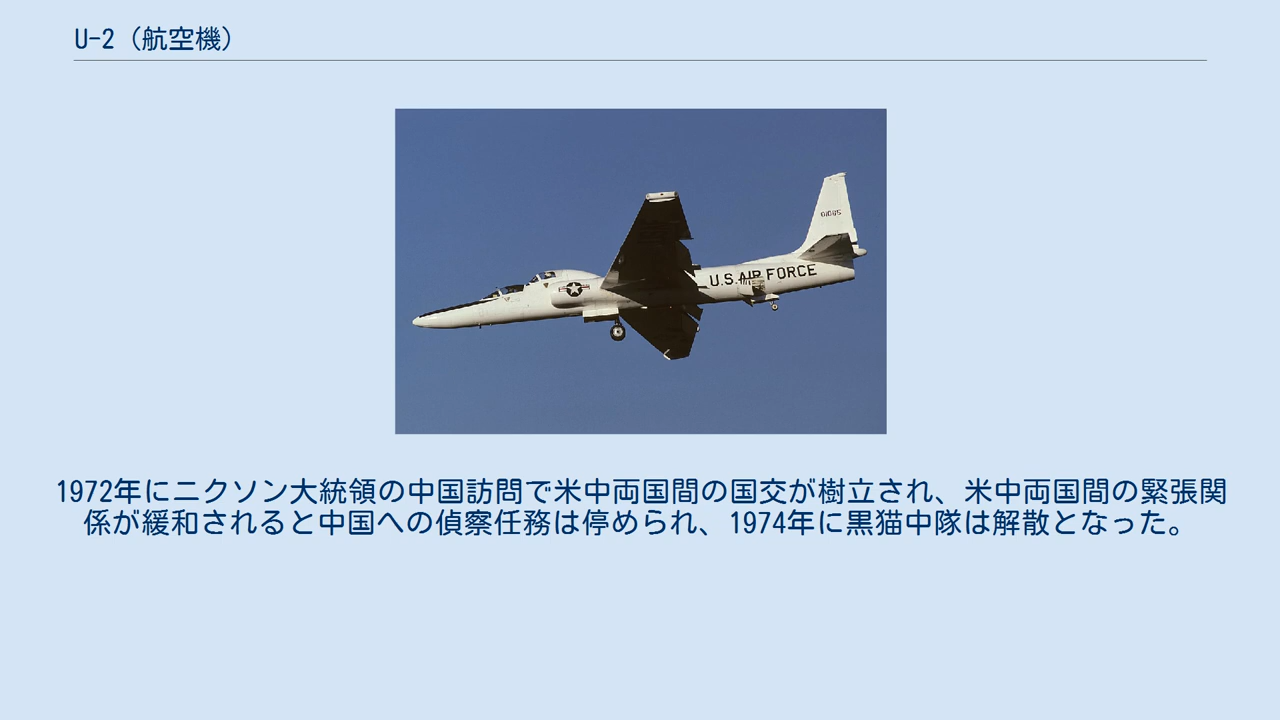 U-2（航空機）
U.S. AIR FORCE
1972年にニクソン大統領の中国訪問で米中両国間の国交が樹立され、米中両国間の緊張関
係が緩和されると中国への偵察任務は停められ、1974年に黒猫中隊は解散となった。